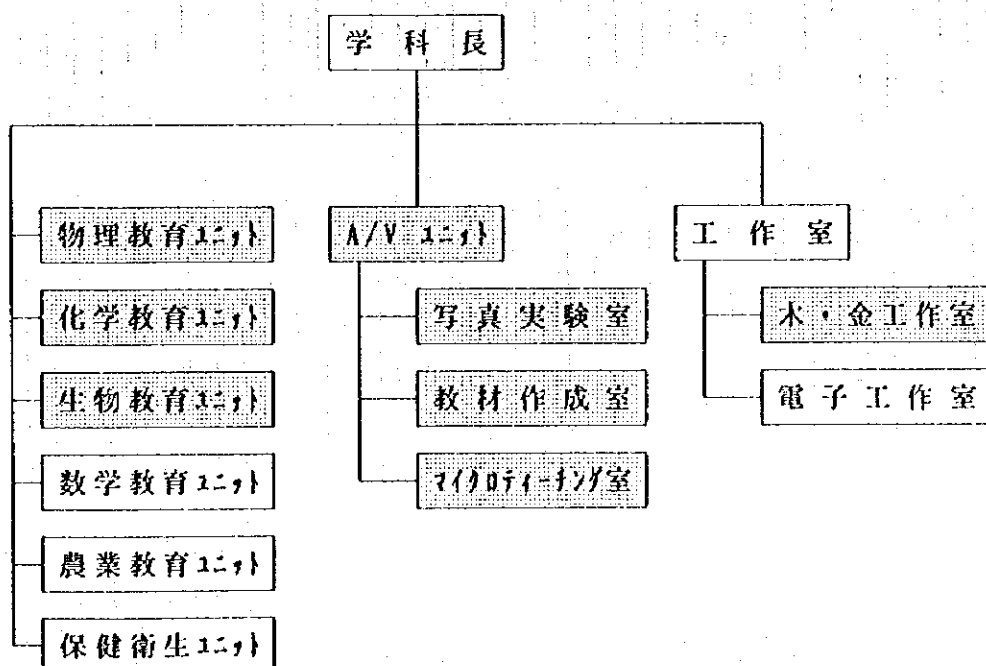 学科長
物理教育ユニット
化学教育ユニット
生物教育ユニット
数学教育ユニット
農業教育ユニット
保健衛生ユニット
A/V ユニット
写真実験室
教材作成室
マイクロティーチング室
工作室
木・金工作室
電子工作室